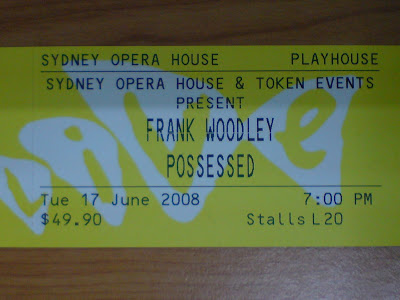 SYDNEY OPERA HOUSE PLAYHOUSE
SYDNEY OPERA HOUSE & TOKEN EVENTS
PRESENT
FRANK WOODLEY
POSSESSED
Tue 17 June 2008 7:00 PM
$49.90 Stalls L20